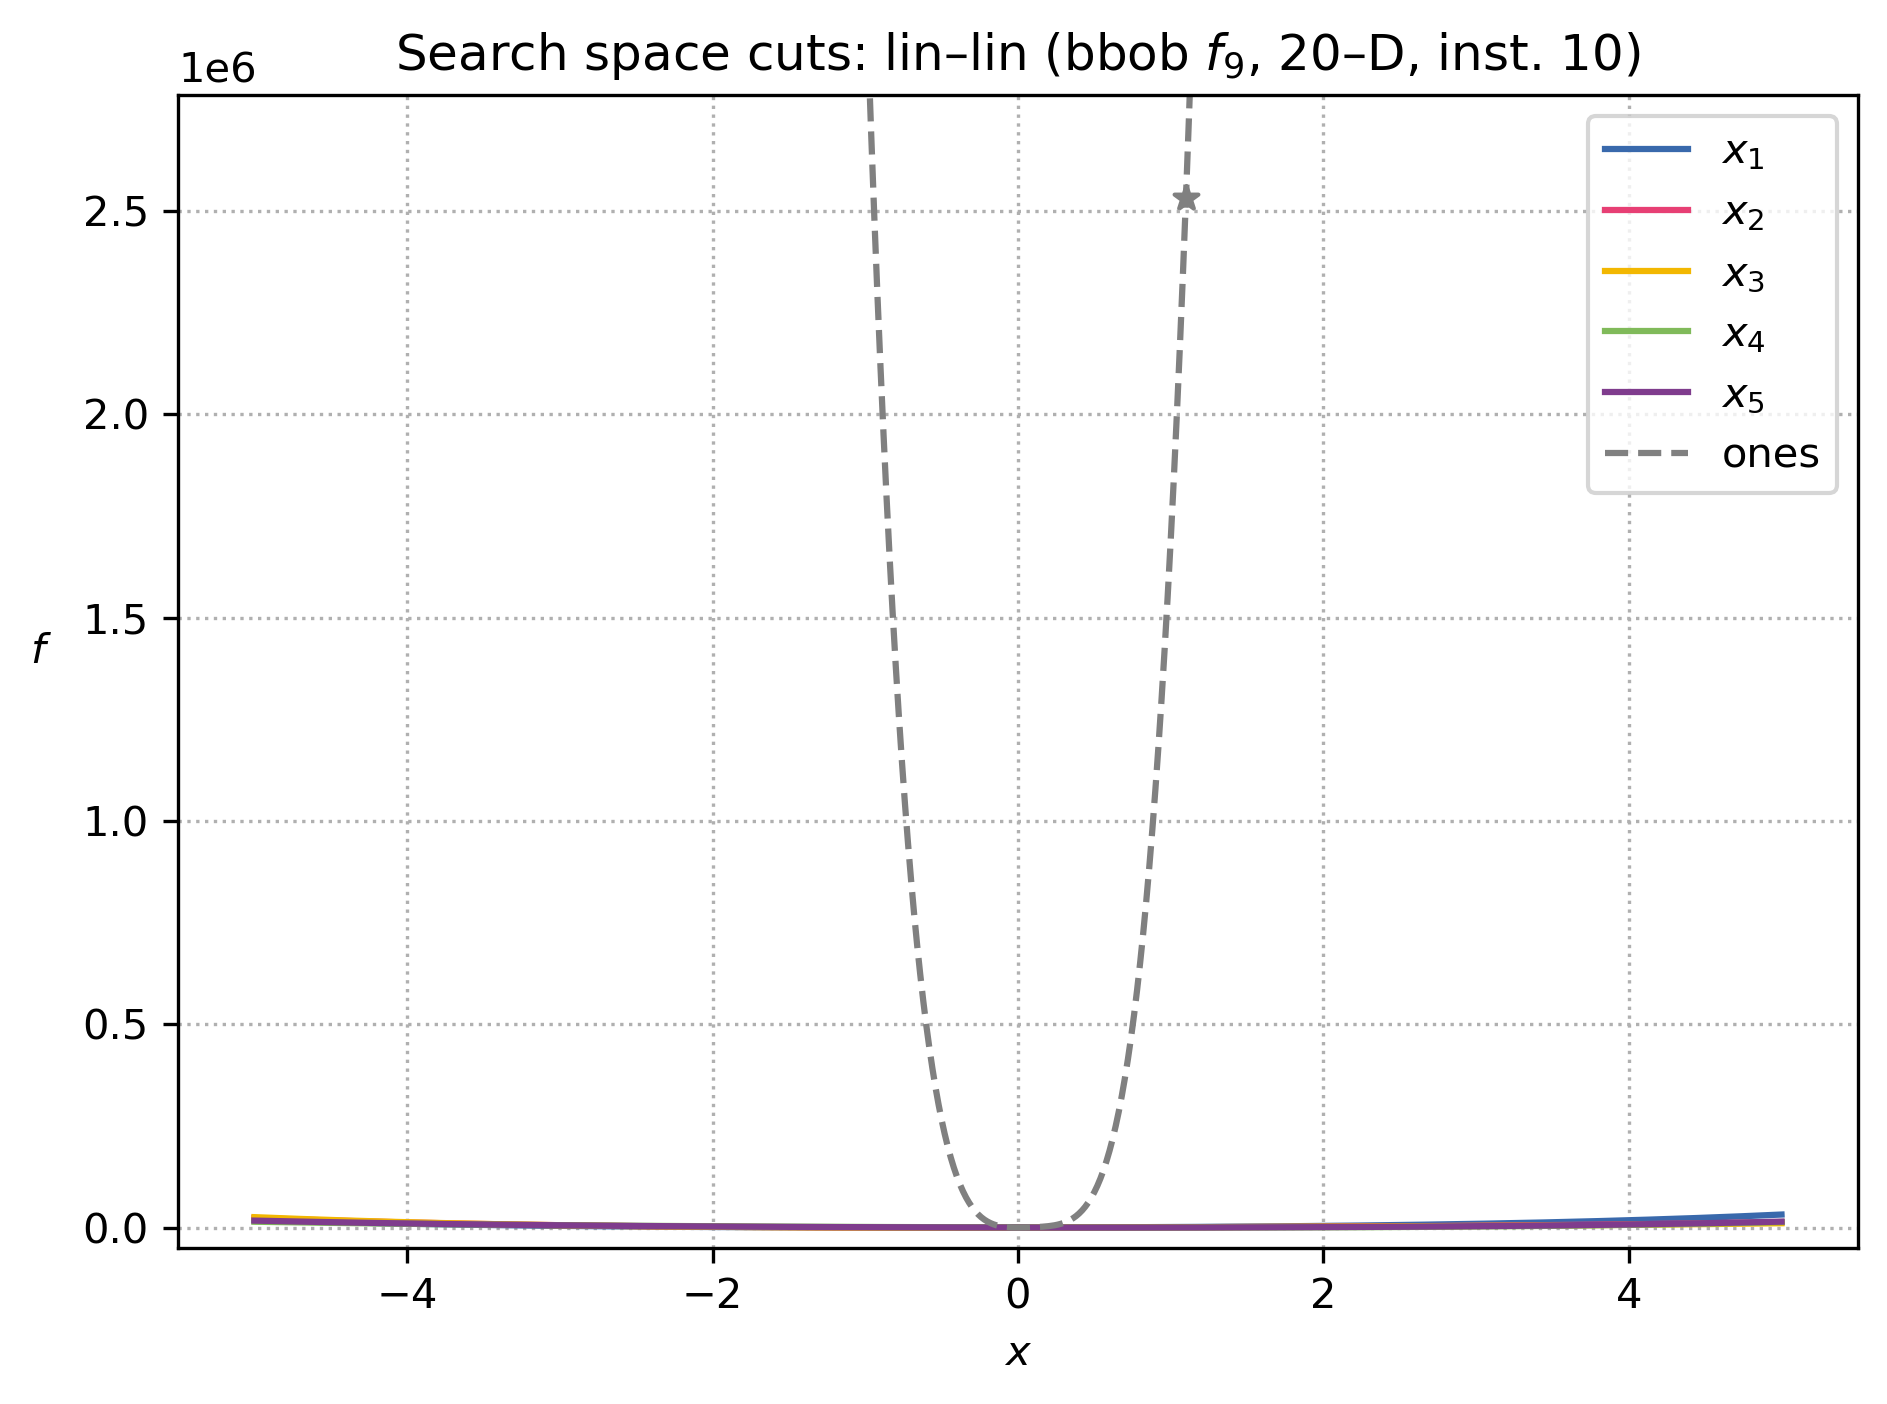 Search space cuts: lin–lin (bbob f₉, 20–D, inst. 10)
1e6
2.5
2.0
1.5
1.0
0.5
0.0
f
x₁
x₂
x₃
x₄
x₅
ones
−4 −2 0 2 4
x